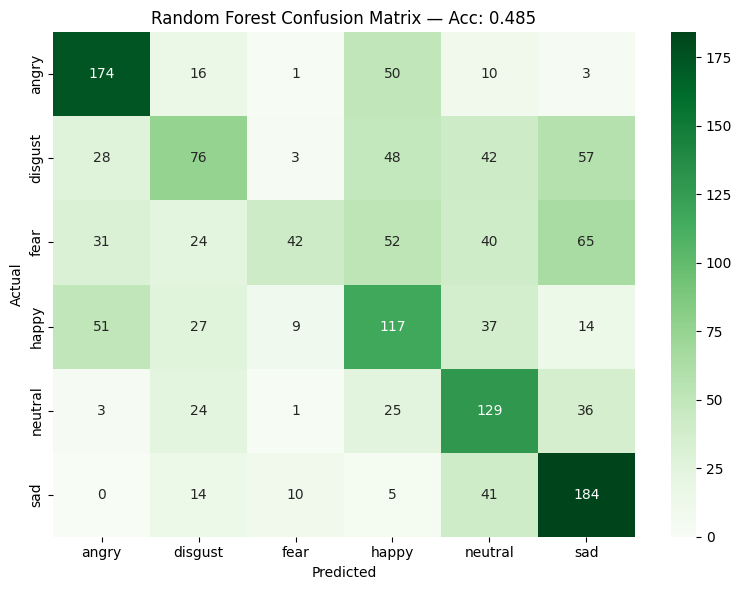 Random Forest Confusion Matrix — Acc: 0.485
Actual
angry 174 16 1 50 10 3
disgust 28 76 3 48 42 57
fear 31 24 42 52 40 65
happy 51 27 9 117 37 14
neutral 3 24 1 25 129 36
sad 0 14 10 5 41 184
angry disgust fear happy neutral sad
Predicted
175
150
125
100
75
50
25
0